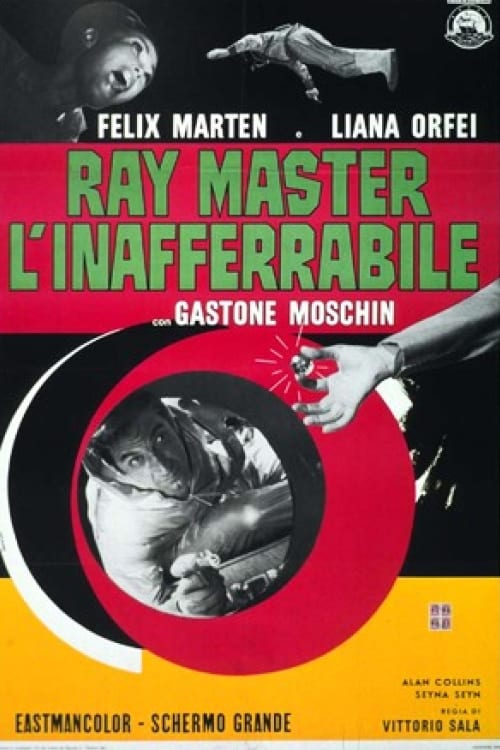 FELIX MARTEN e LIANA ORFEI
RAY MASTER
L'INAFFERRABILE
con GASTONE MOSCHIN
ALAN COLLINS
SEYNA SEYN
REGIA DI
EASTMANCOLOR - SCHERMO GRANDE
VITTORIO SALA